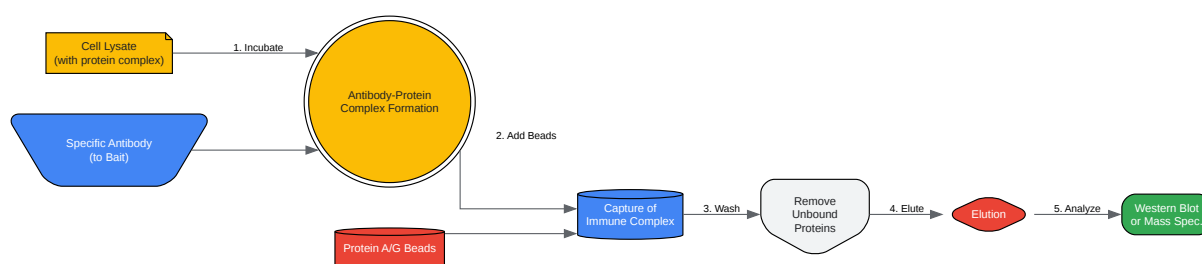 Cell Lysate
(with protein complex)
1. Incubate
Antibody-Protein
Complex Formation
Specific Antibody
(to Bait)
2. Add Beads
Protein A/G Beads
Capture of
Immune Complex
3. Wash
Remove
Unbound
Proteins
4. Elute
Elution
5. Analyze
Western Blot
or Mass Spec.